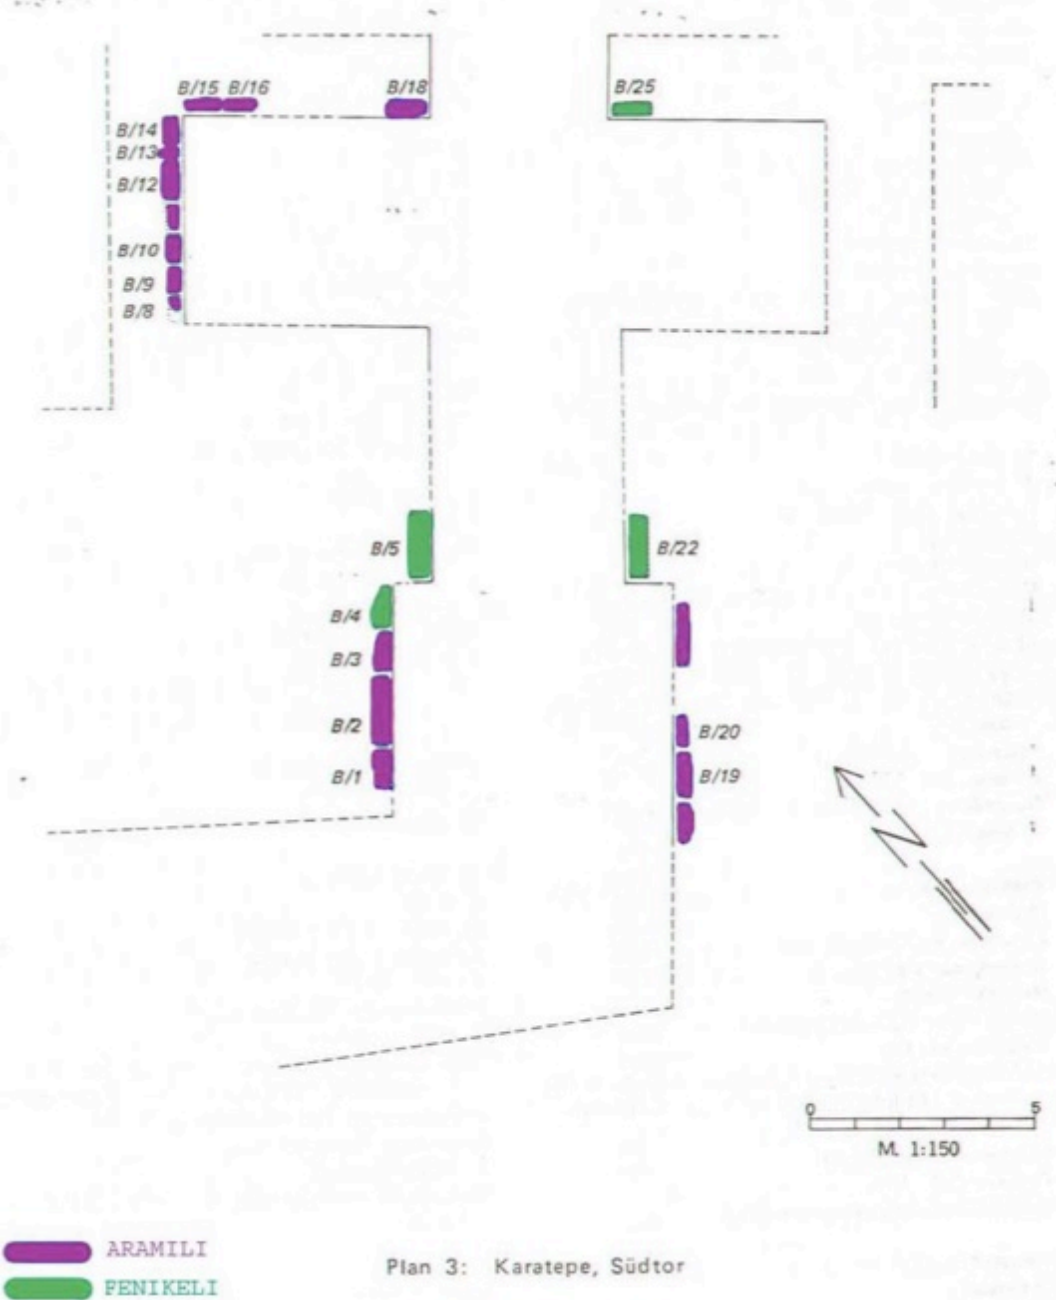 B/15 B/16
B/18
B/25
B/14
B/13
B/12
B/10
B/9
B/8
B/5
B/22
B/4
B/3
B/2
B/20
B/1
B/19
N
0 5
M. 1:150
ARAMILI
FENIKELI
Plan 3: Karatepe, Südtor